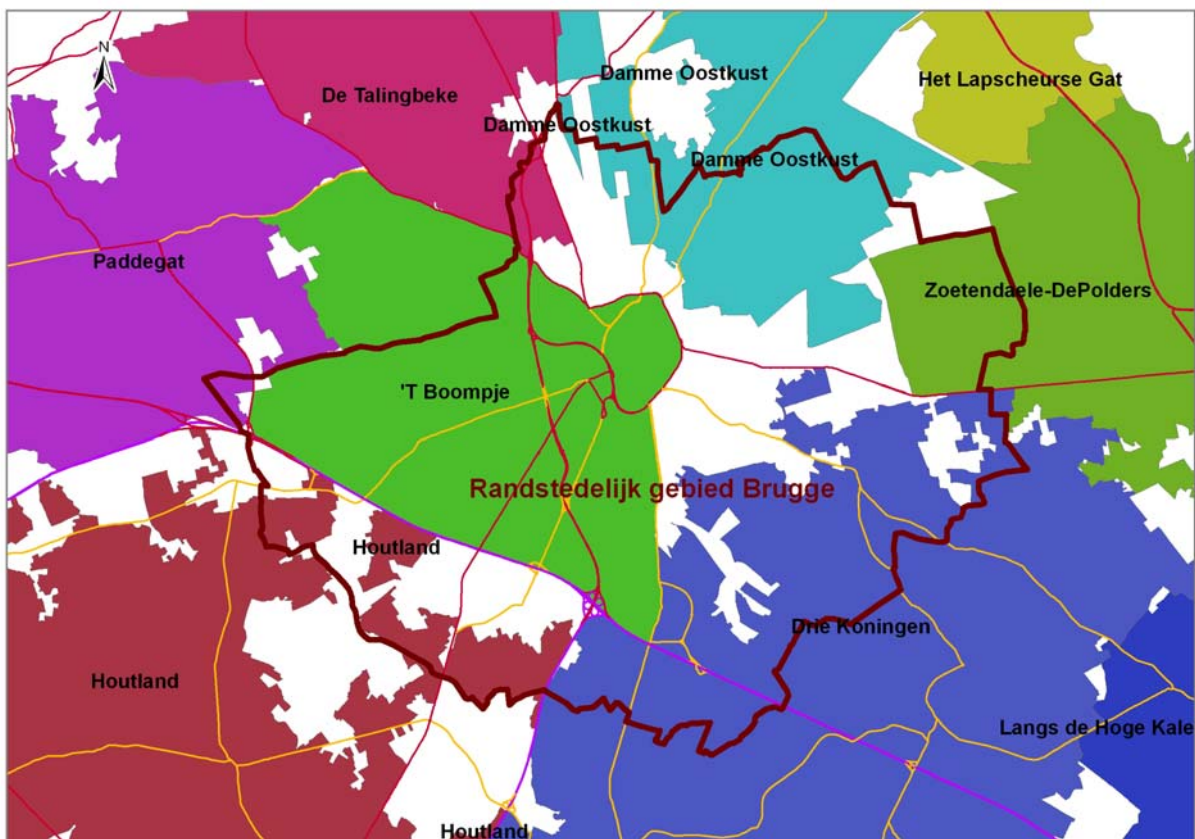 N
Damme Oostkust
Het Lapscheurse Gat
De Talingbeke
Damme Oostkust
Damme Oostkust
Paddegat
Zoetendaele-DePolders
'T Boompje
Randstedelijk gebied Brugge
Houtland
Drie Koningen
Houtland
Langs de Hoge Kale
Houtland